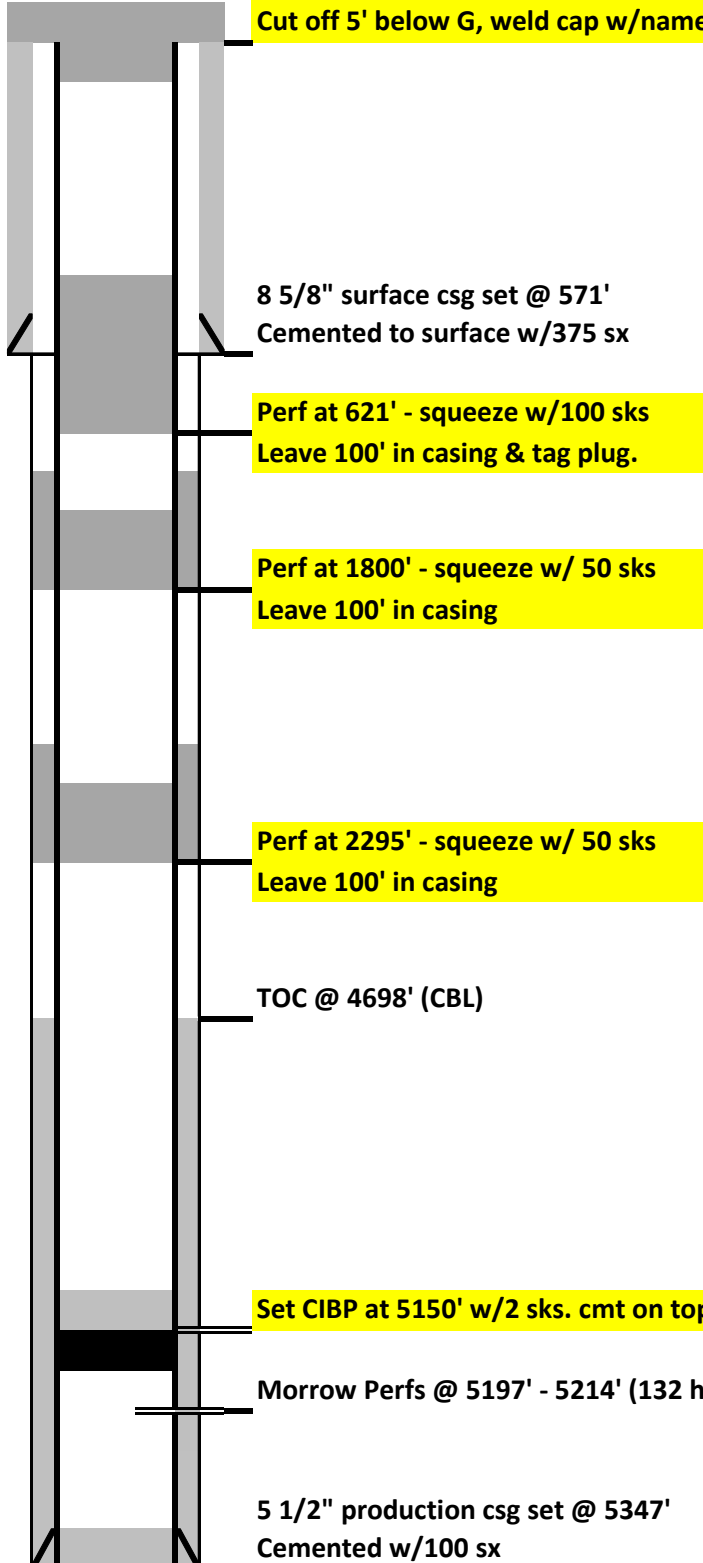 Cut off 5' below G, weld cap w/name
8 5/8" surface csg set @ 571'
Cemented to surface w/375 sx
Perf at 621' - squeeze w/100 sks
Leave 100' in casing & tag plug.
Perf at 1800' - squeeze w/ 50 sks
Leave 100' in casing
Perf at 2295' - squeeze w/ 50 sks
Leave 100' in casing
TOC @ 4698' (CBL)
Set CIBP at 5150' w/2 sks. cmt on top
Morrow Perfs @ 5197' - 5214' (132 h
5 1/2" production csg set @ 5347'
Cemented w/100 sx